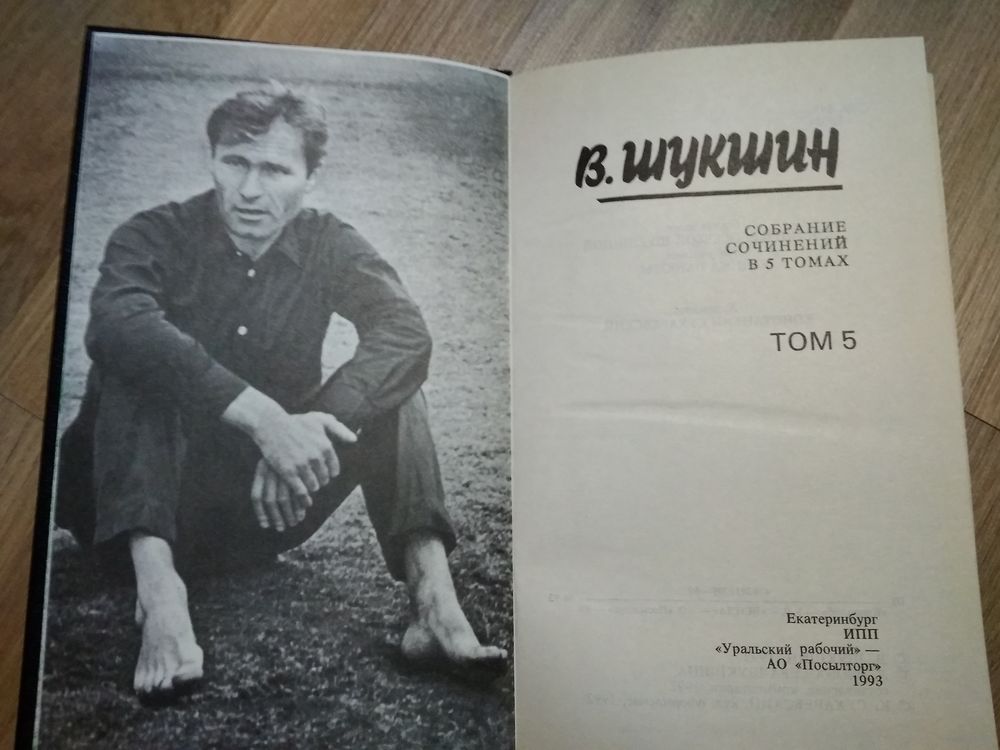 В. ШУКШИН
СОБРАНИЕ
СОЧИНЕНИЙ
В 5 ТОМАХ
ТОМ 5
Екатеринбург
ИПП
«Уральский рабочий» —
АО «Посылторг»
1993